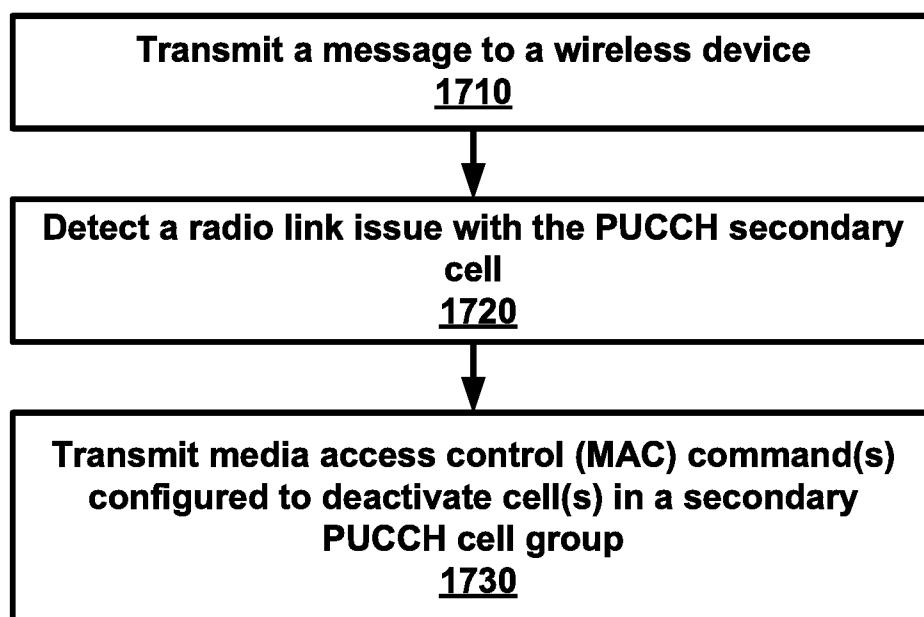 Transmit a message to a wireless device
1710
Detect a radio link issue with the PUCCH secondary
cell
1720
Transmit media access control (MAC) command(s)
configured to deactivate cell(s) in a secondary
PUCCH cell group
1730